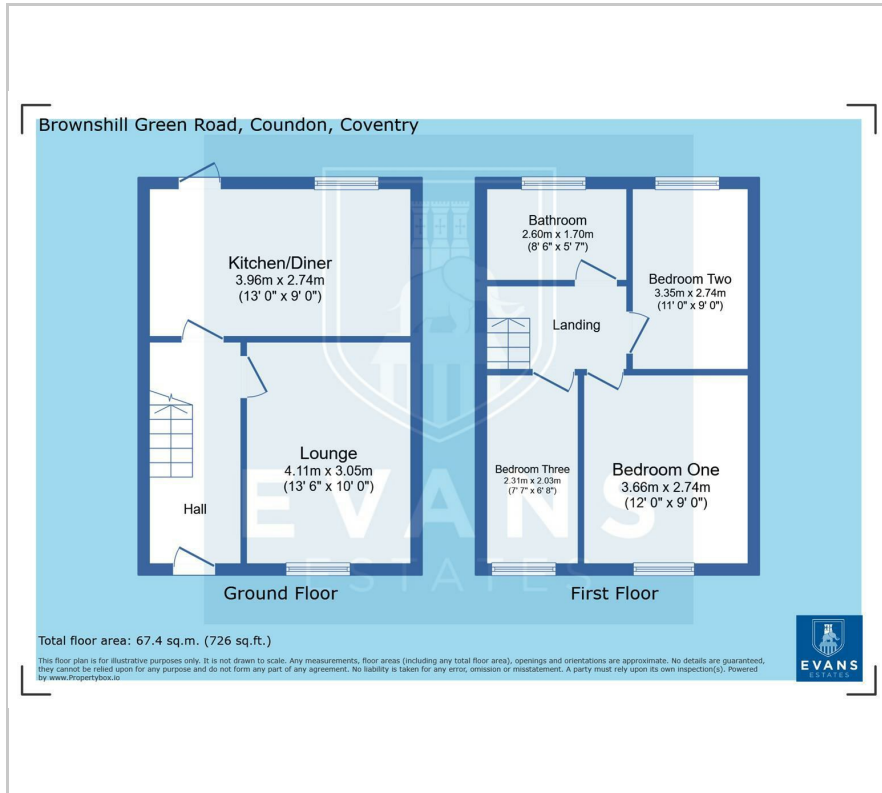 Brownshill Green Road, Coundon, Coventry
Kitchen/Diner
3.96m x 2.74m
(13' 0" x 9' 0")
Lounge
4.11m x 3.05m
(13' 6" x 10' 0")
Hall
Ground Floor
Bathroom
2.60m x 1.70m
(8' 6" x 5' 7")
Bedroom Two
3.35m x 2.74m
(11' 0" x 9' 0")
Landing
Bedroom Three
2.31m x 2.03m
(7' 7" x 6' 8")
Bedroom One
3.66m x 2.74m
(12' 0" x 9' 0")
First Floor
EVANS
ESTATES
Total floor area: 67.4 sq.m. (726 sq.ft.)
This floor plan is for illustrative purposes only. It is not drawn to scale. Any measurements, floor areas (including any total floor area), openings and orientations are approximate. No details are guaranteed,
they cannot be relied upon for any purpose and do not form any part of any agreement. No liability is taken for any error, omission or misstatement. A party must rely upon its own inspection(s). Powered
by www.Propertybox.io
EVANS
ESTATES